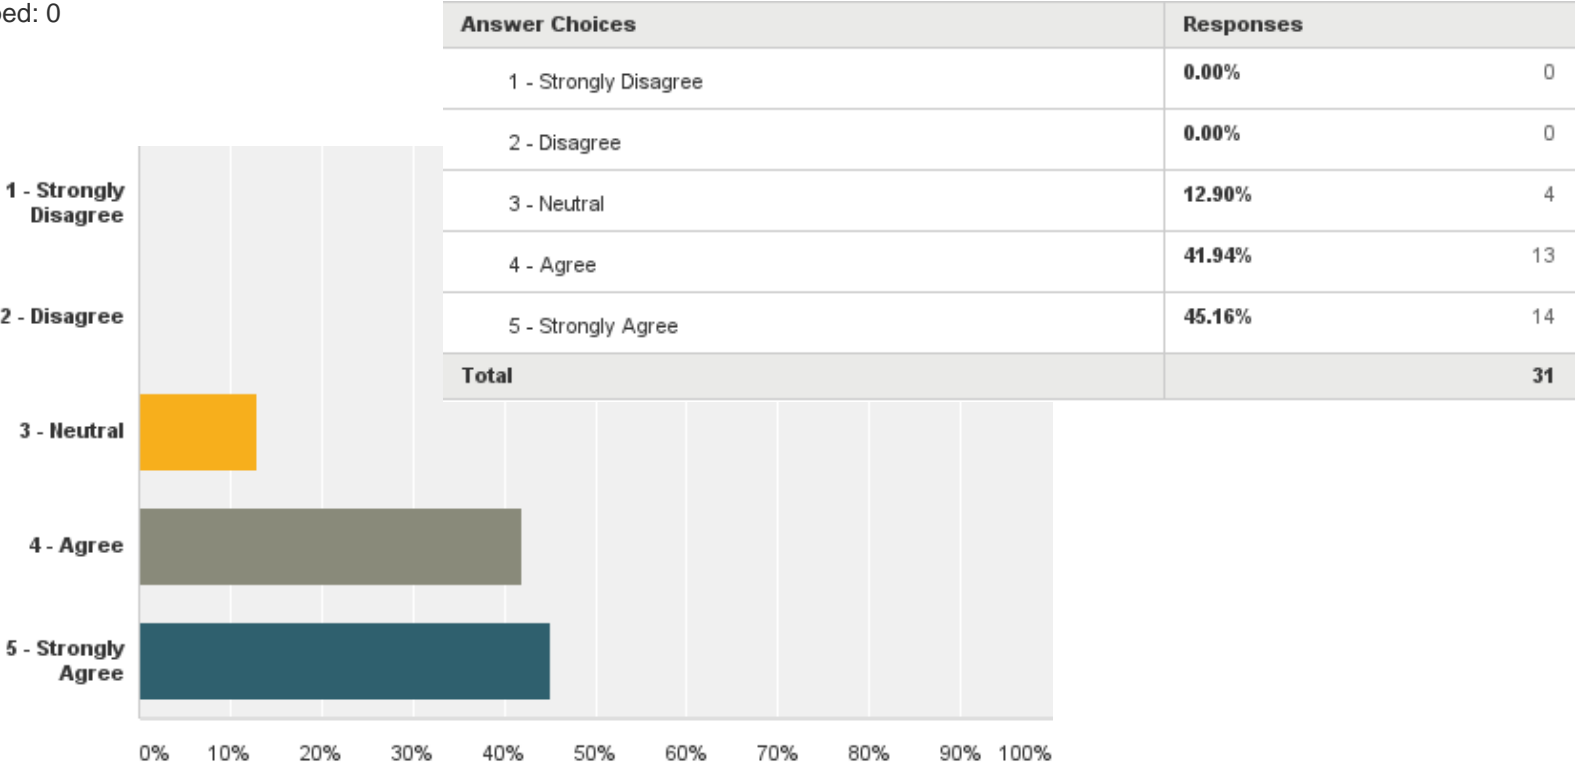 ped: 0
Answer Choices Responses
1 - Strongly Disagree 0.00% 0
2 - Disagree 0.00% 0
3 - Neutral 12.90% 4
4 - Agree 41.94% 13
5 - Strongly Agree 45.16% 14
Total 31
1 - Strongly
Disagree
2 - Disagree
3 - Neutral
4 - Agree
5 - Strongly
Agree
0% 10% 20% 30% 40% 50% 60% 70% 80% 90% 100%